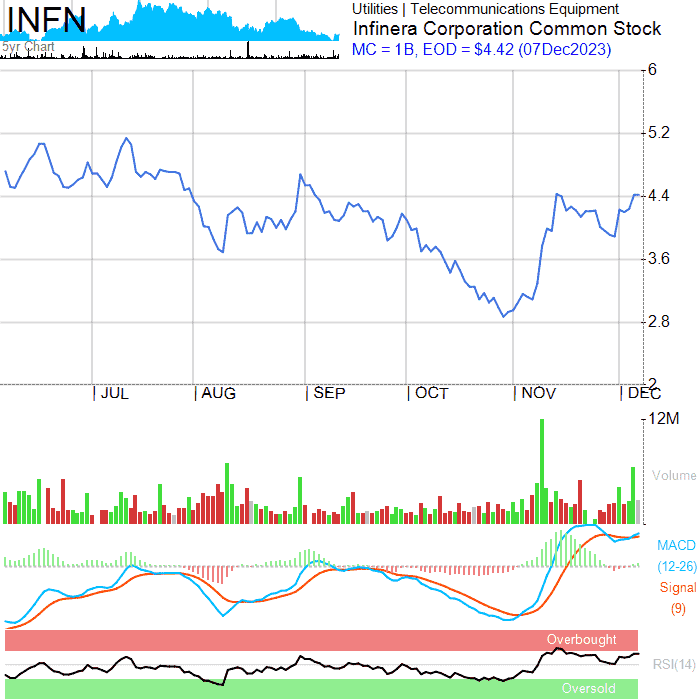 INFN
5yr Chart
Utilities | Telecommunications Equipment
Infinera Corporation Common Stock
MC = 1B, EOD = $4.42 (07Dec2023)
6
5.2
4.4
3.6
2.8
2
JUL
AUG
SEP
OCT
NOV
DEC
12M
Volume
MACD
(12-26)
Signal
(9)
Overbought
RSI(14)
Oversold